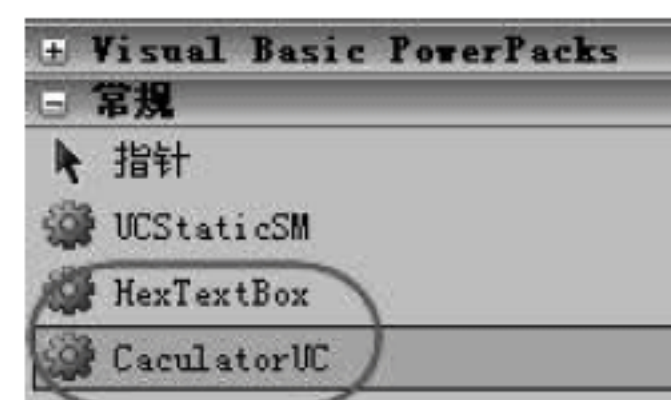 Visual Basic PowerPacks
常规
指针
UCStaticSM
HexTextBox
CaculatorUC